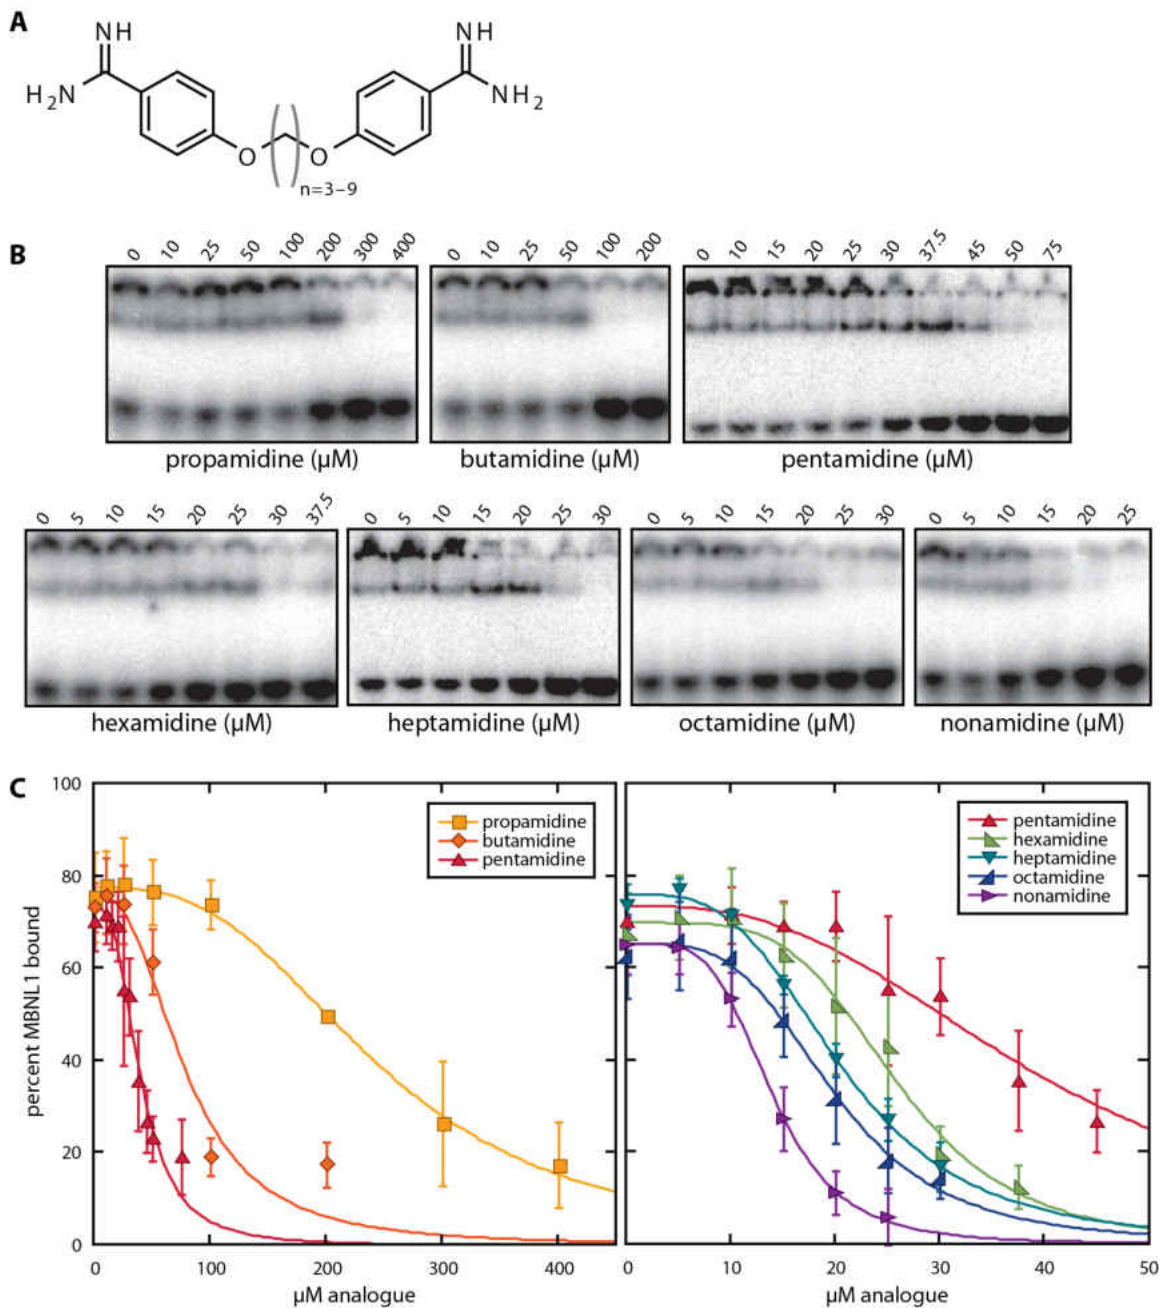 A
NH NH
H2N NH2
O O
n=3–9
B
0 10 25 50 100 200 300 400
0 10 25 50 100 200
0 10 15 20 25 30 37.5 45 50 75
propamidine (µM) butamidine (µM) pentamidine (µM)
0 5 10 15 20 25 30 37.5
0 5 10 15 20 25 30
0 5 10 15 20 25 30
0 5 10 15 20 25
hexamidine (µM) heptamidine (µM) octamidine (µM) nonamidine (µM)
C
percent MBNL1 bound
100
80
60
40
20
0
propamidine
butamidine
pentamidine
0 100 200 300 400
µM analogue
pentamidine
hexamidine
heptamidine
octamidine
nonamidine
0 10 20 30 40 50
µM analogue